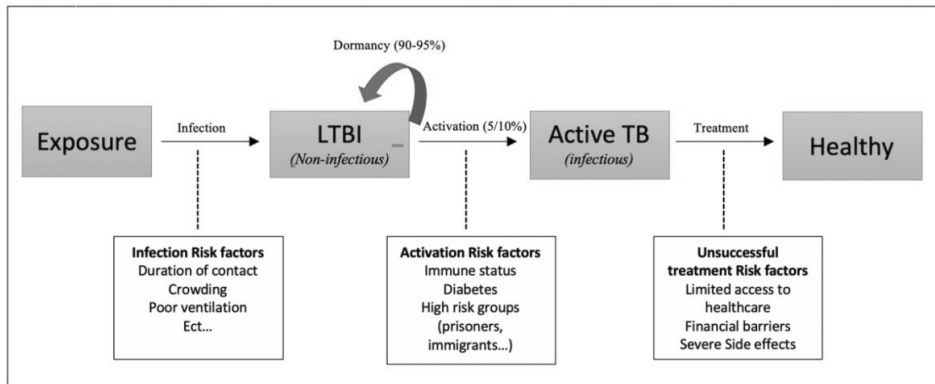 Dormancy (90-95%)
Exposure
Infection
LTBI
(Non-infectious)
Activation (5/10%)
Active TB
(infectious)
Treatment
Healthy
Infection Risk factors
Duration of contact
Crowding
Poor ventilation
Ect...
Activation Risk factors
Immune status
Diabetes
High risk groups
(prisoners,
immigrants...)
Unsuccessful
treatment Risk factors
Limited access to
healthcare
Financial barriers
Severe Side effects